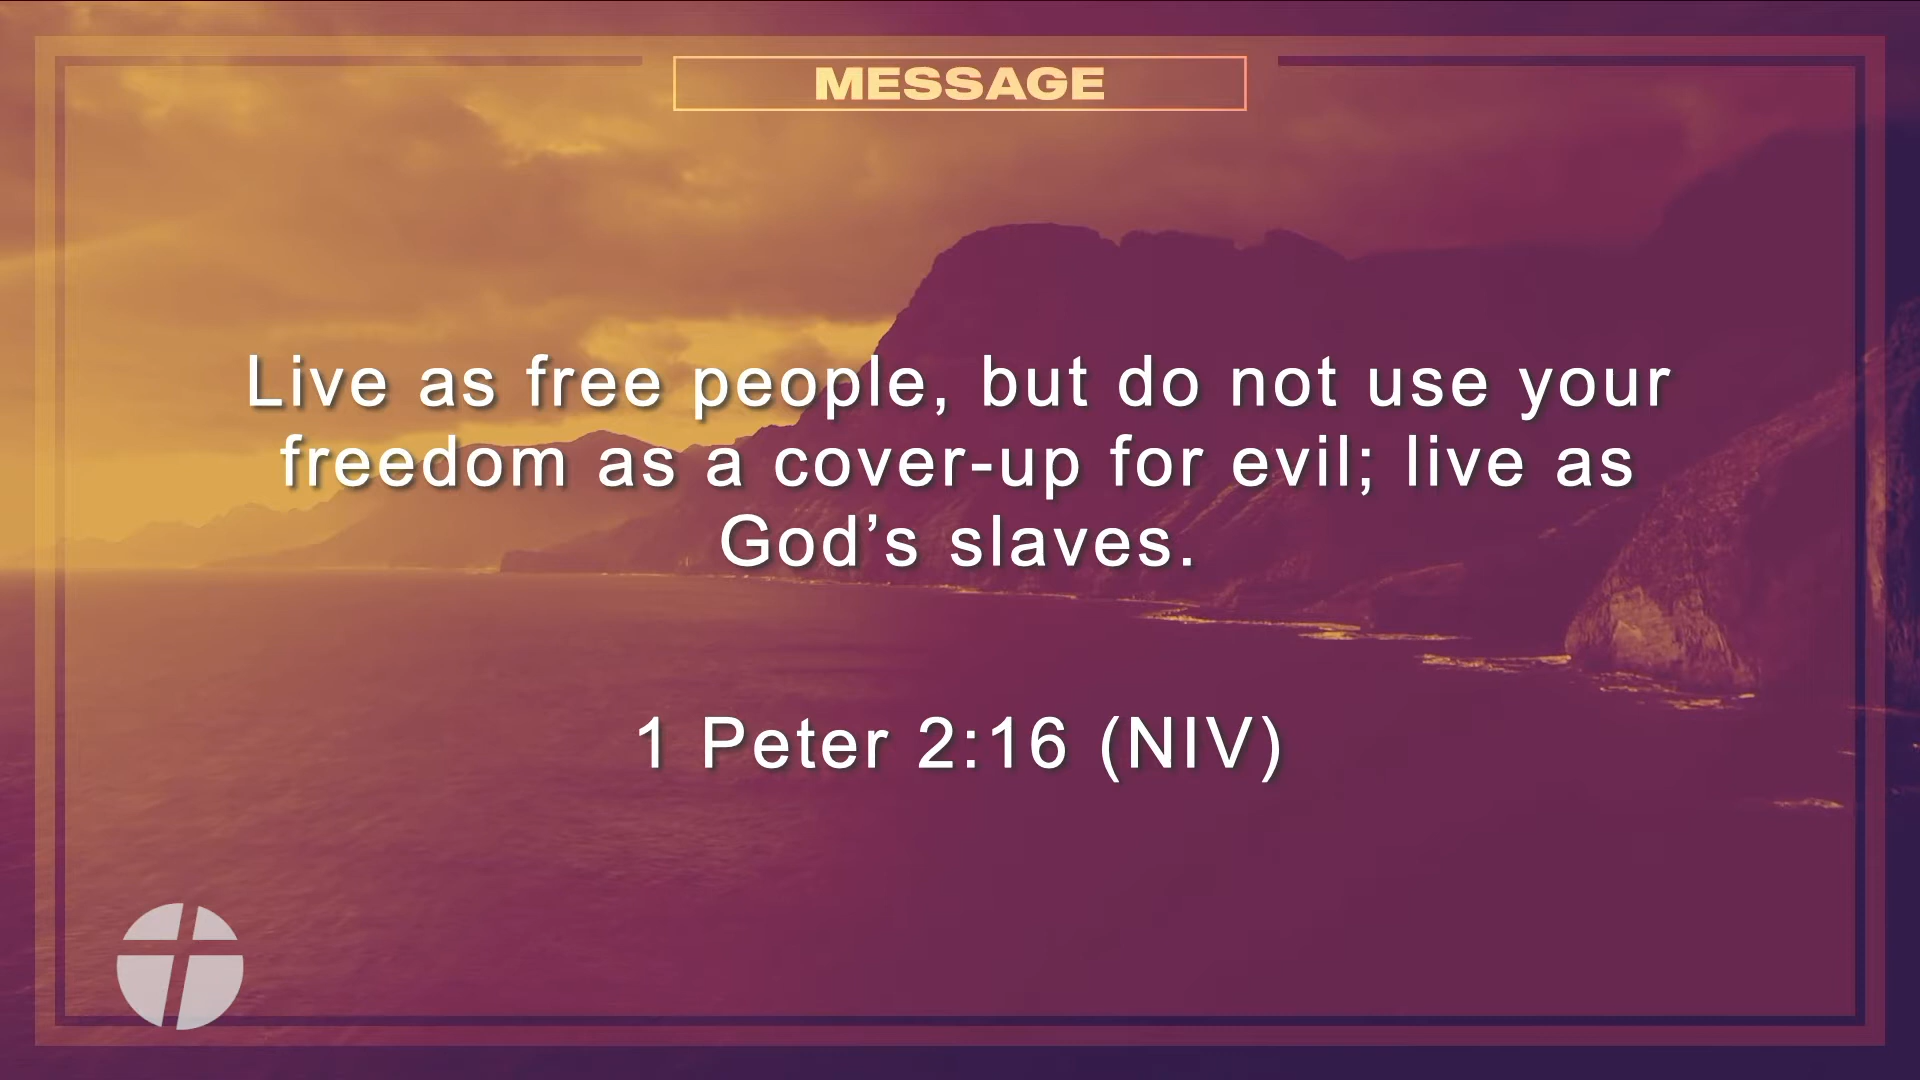 MESSAGE
Live as free people, but do not use your
freedom as a cover-up for evil; live as
God’s slaves.
1 Peter 2:16 (NIV)